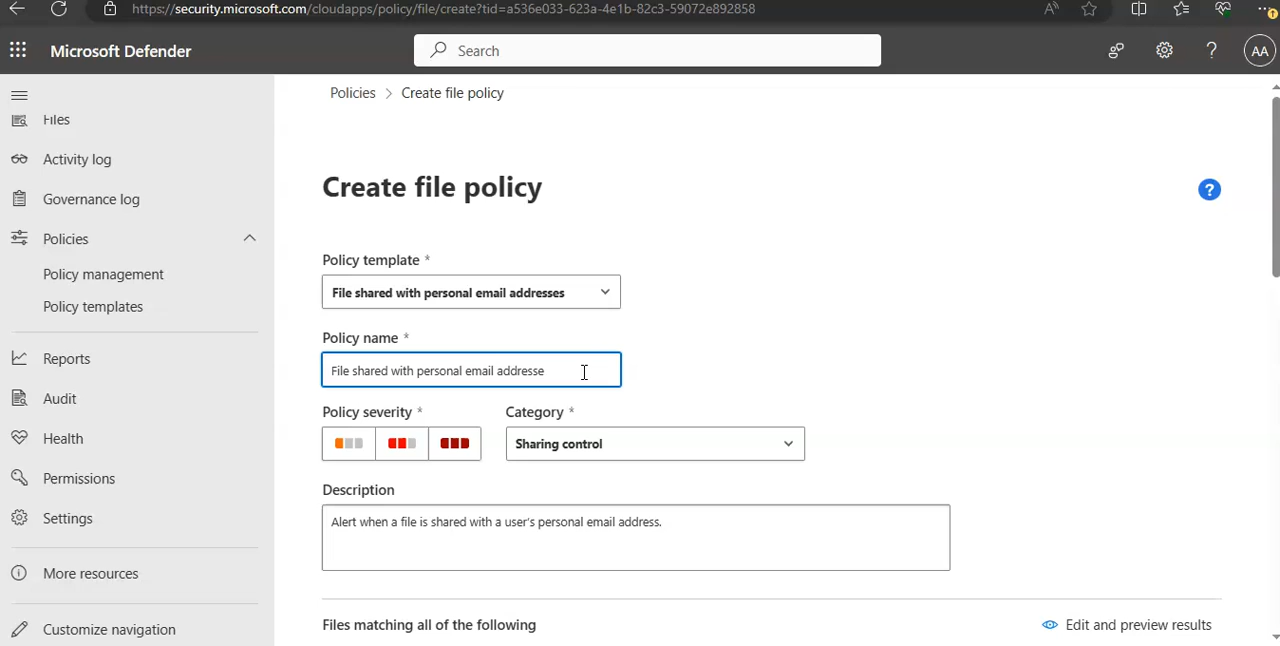 https://security.microsoft.com/cloudapps/policy/file/create?tid=a536e033-623a-4e1b-82c3-59072e892858
Microsoft Defender
Search
AA
Files
Activity log
Governance log
Policies
Policy management
Policy templates
Reports
Audit
Health
Permissions
Settings
More resources
Customize navigation
Policies > Create file policy
Create file policy
?
Policy template *
File shared with personal email addresses
Policy name *
File shared with personal email addresse
Policy severity * Category *
Sharing control
Description
Alert when a file is shared with a user's personal email address.
Files matching all of the following
Edit and preview results